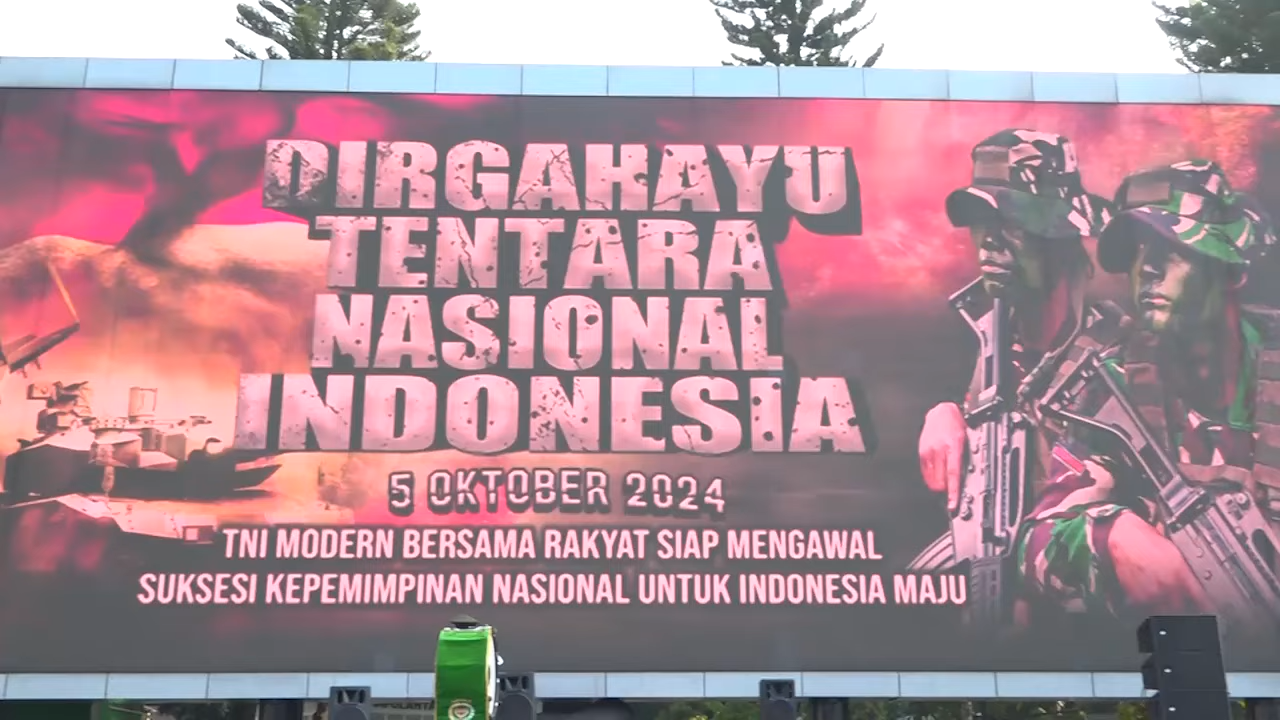 DIRGAHAYU
TENTARA
NASIONAL
INDONESIA
5 OKTOBER 2024
TNI MODERN BERSAMA RAKYAT SIAP MENGAWAL
SUKSESI KEPEMIMPINAN NASIONAL UNTUK INDONESIA MAJU